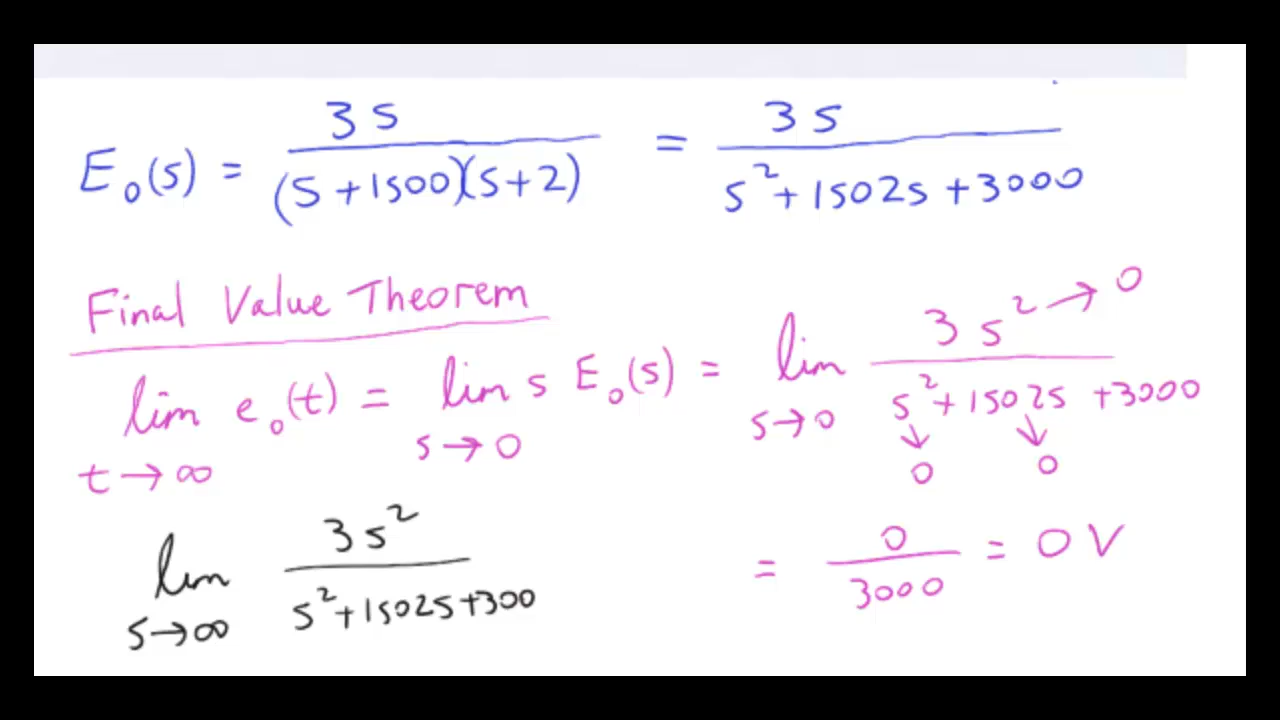 E₀(s) = 3s / (s+1500)(s+2) = 3s / s²+1502s+3000
Final Value Theorem
lim t→∞ e₀(t) = lim s→0 s E₀(s) = lim s→0 3s² → 0 / s²+1502s+3000
↓ 0 ↓ 0
= 0 / 3000 = 0 V
lim s→∞ 3s² / s²+1502s+300